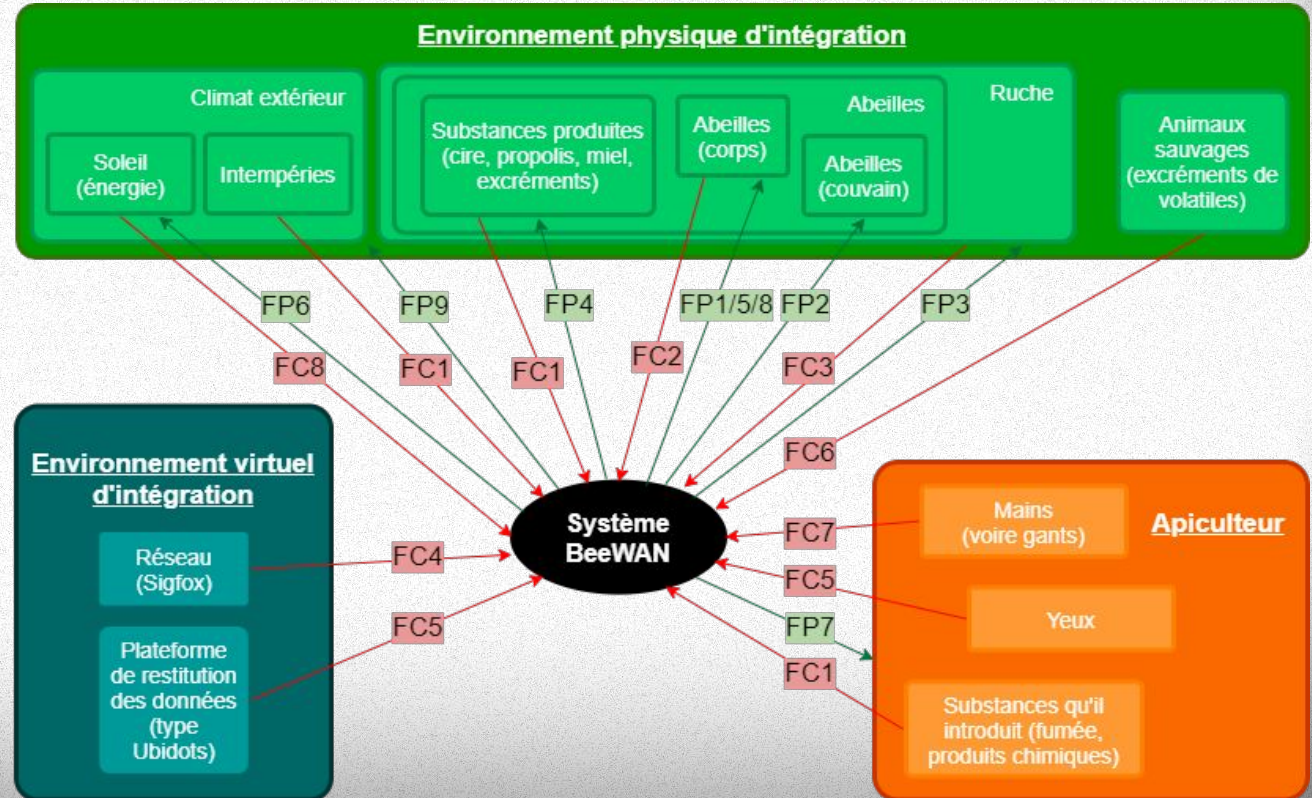 Environnement physique d'intégration
Climat extérieur
Soleil
(énergie)
Intempéries
Ruche
Abeilles
Substances produites
(cire, propolis, miel,
excréments)
Abeilles
(corps)
Abeilles
(couvain)
Animaux
sauvages
(excréments de
volatiles)
FP6
FP9
FP4
FP1/5/8
FP2
FP3
FC8
FC1
FC1
FC2
FC3
FC6
Environnement virtuel
d'intégration
Réseau
(Sigfox)
Plateforme
de restitution
des données
(type
Ubidots)
FC4
FC5
Système
BeeWAN
FC7
FC5
FP7
FC1
Apiculteur
Mains
(voire gants)
Yeux
Substances qu'il
introduit (fumée,
produits chimiques)